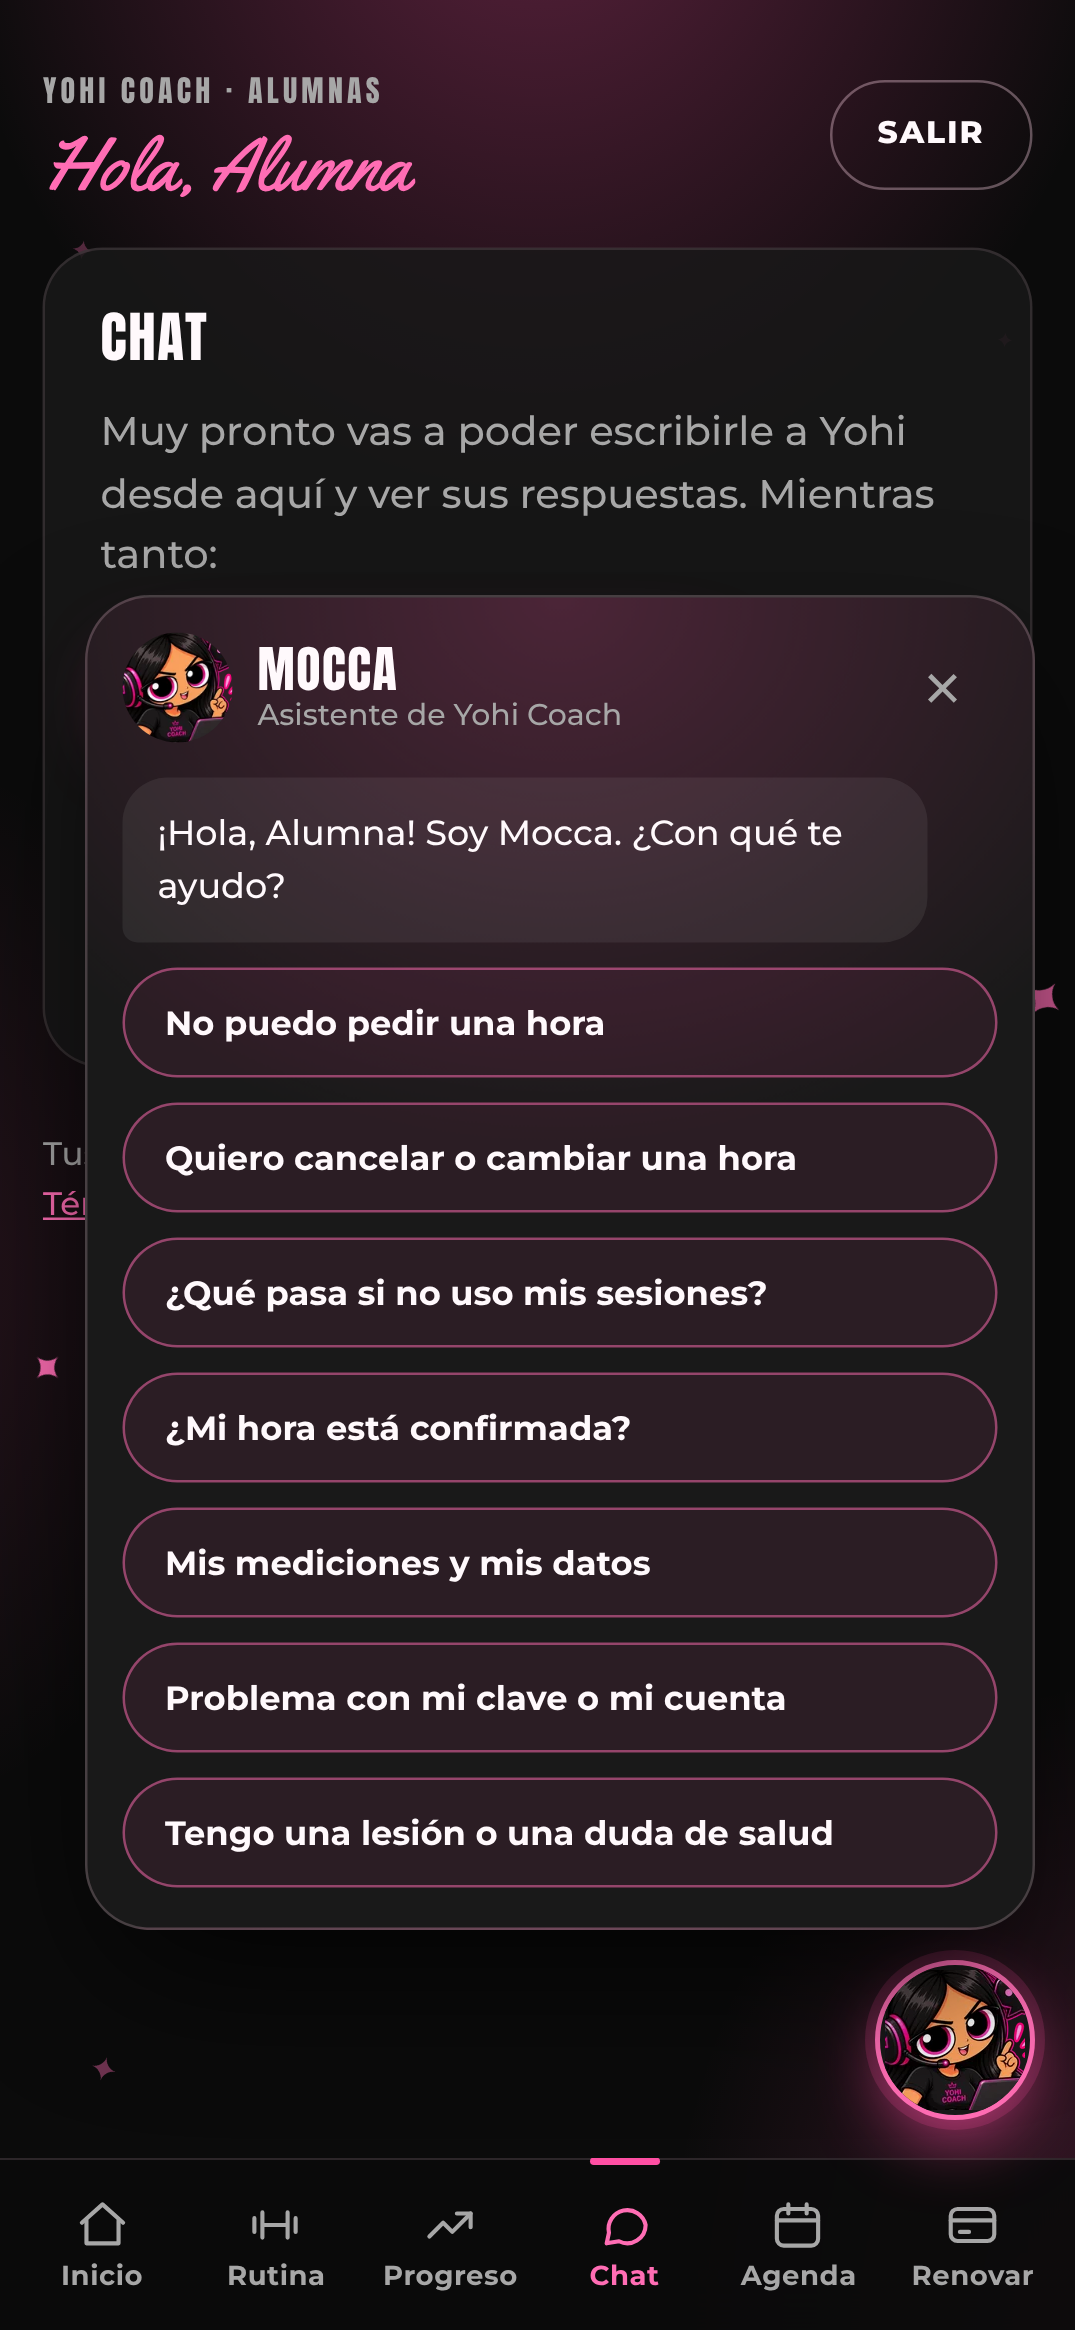 YOHI COACH · ALUMNAS
Hola, Alumna
SALIR
CHAT
Muy pronto vas a poder escribirle a Yohi
desde aquí y ver sus respuestas. Mientras
tanto:
MOCCA
Asistente de Yohi Coach
¡Hola, Alumna! Soy Mocca. ¿Con qué te
ayudo?
No puedo pedir una hora
Quiero cancelar o cambiar una hora
¿Qué pasa si no uso mis sesiones?
¿Mi hora está confirmada?
Mis mediciones y mis datos
Problema con mi clave o mi cuenta
Tengo una lesión o una duda de salud
YOHI
COACH
Inicio
Rutina
Progreso
Chat
Agenda
Renovar